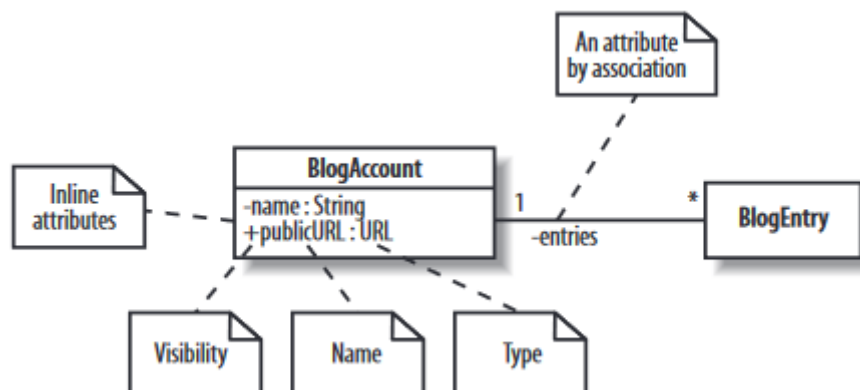 An attribute
by association
BlogAccount
Inline
attributes
-name : String
+publicURL : URL
1
*
-entries
BlogEntry
Visibility
Name
Type